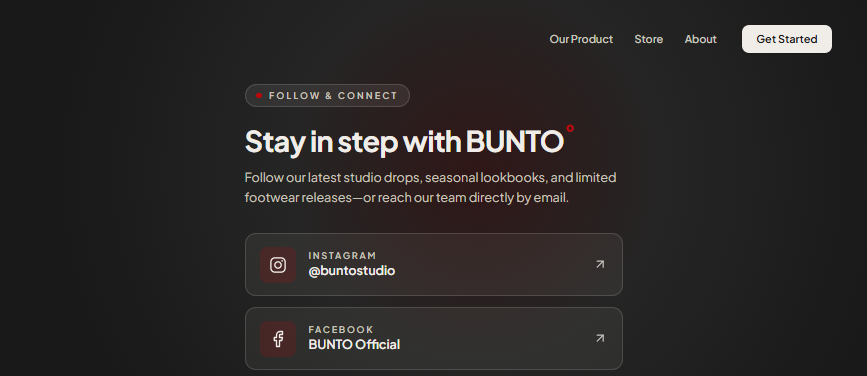 Our Product Store About Get Started
FOLLOW & CONNECT
Stay in step with BUNTO°
Follow our latest studio drops, seasonal lookbooks, and limited
footwear releases—or reach our team directly by email.
INSTAGRAM
@buntostudio
FACEBOOK
BUNTO Official